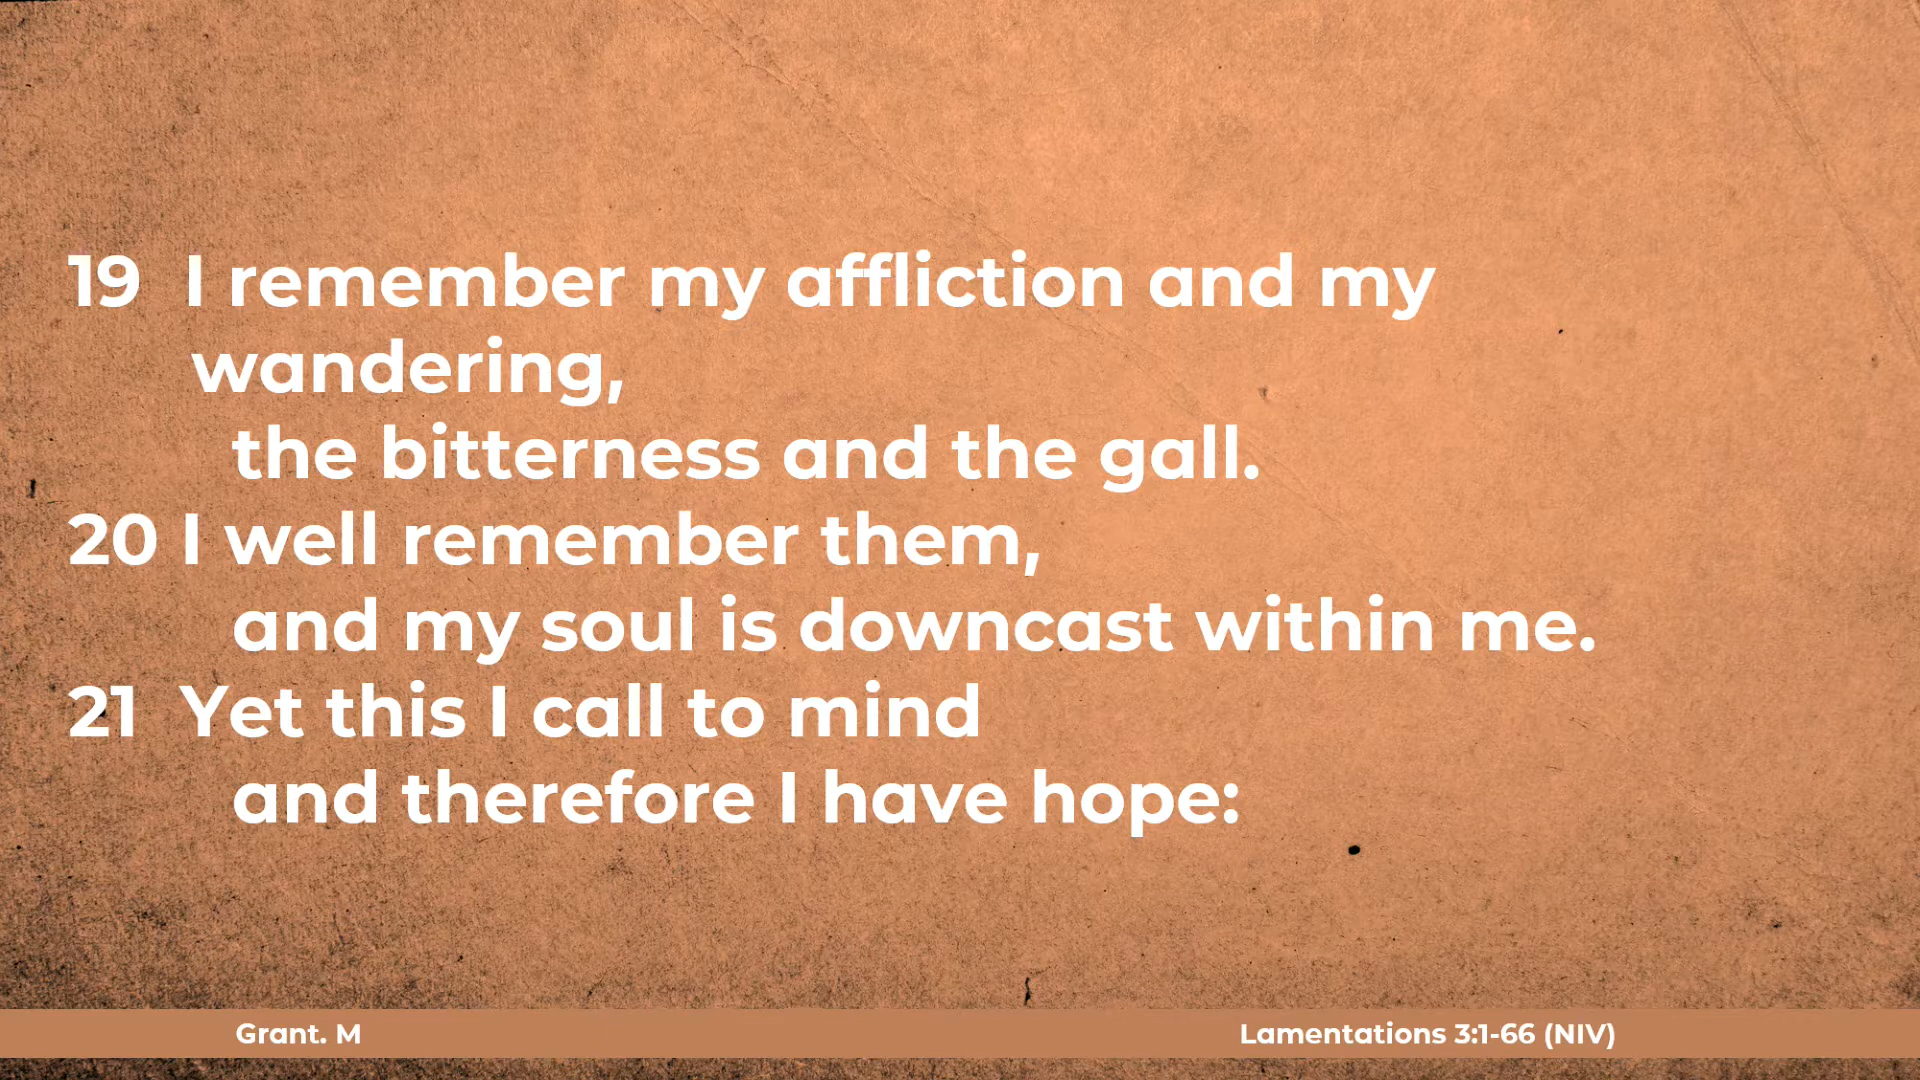 19 I remember my affliction and my
wandering,
the bitterness and the gall.
20 I well remember them,
and my soul is downcast within me.
21 Yet this I call to mind
and therefore I have hope:
Grant. M
Lamentations 3:1-66 (NIV)